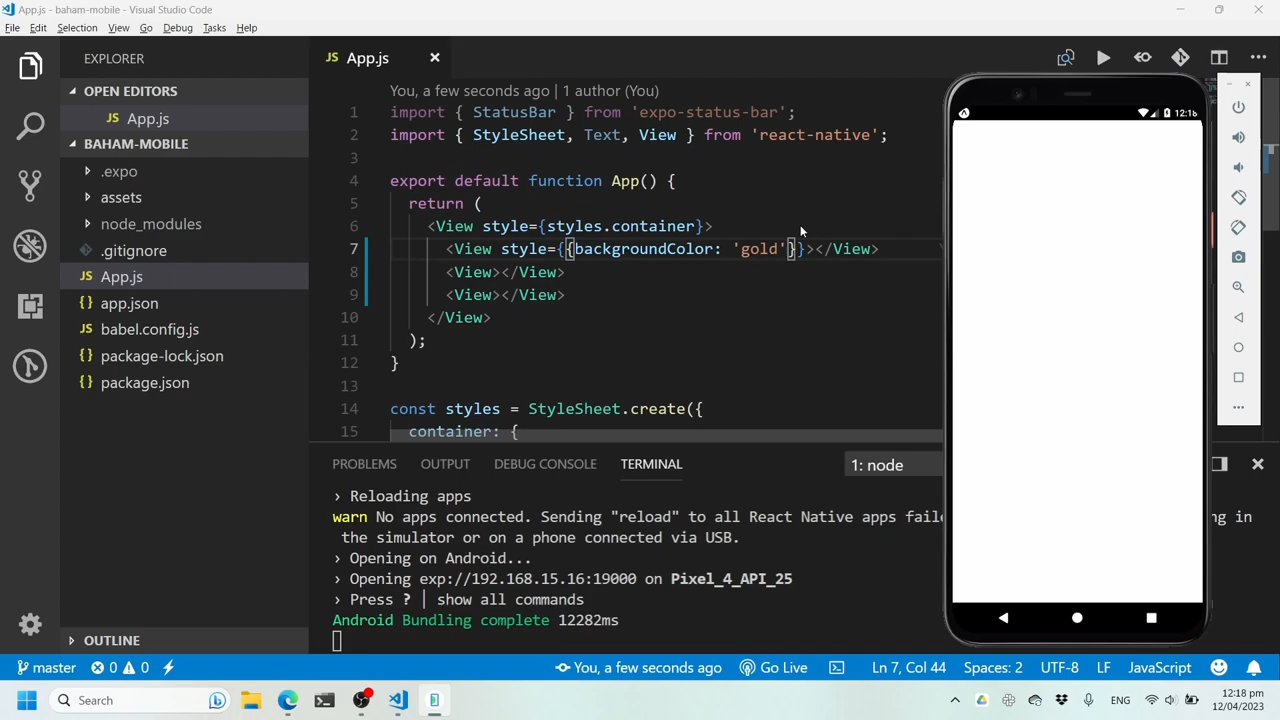 App.js - baham-mobile - Visual Studio Code
File Edit Selection View Go Debug Tasks Help
EXPLORER
OPEN EDITORS
JS App.js
BAHAM-MOBILE
.expo
assets
node_modules
.gitignore
JS App.js
{} app.json
JS babel.config.js
{} package-lock.json
{} package.json
OUTLINE
JS App.js
You, a few seconds ago | 1 author (You)
1 import { StatusBar } from 'expo-status-bar';
2 import { StyleSheet, Text, View } from 'react-native';
3
4 export default function App() {
5 return (
6 <View style={styles.container}>
7 <View style={{backgroundColor: 'gold'}}></View>
8 <View></View>
9 <View></View>
10 </View>
11 );
12 }
13
14 const styles = StyleSheet.create({
15 container: {
PROBLEMS OUTPUT DEBUG CONSOLE TERMINAL 1: node
› Reloading apps
warn No apps connected. Sending "reload" to all React Native apps faile ing in
the simulator or on a phone connected via USB.
› Opening on Android...
› Opening exp://192.168.15.16:19000 on Pixel_4_API_25
› Press ? | show all commands
Android Bundling complete 12282ms
12:18
master 0 0 You, a few seconds ago Go Live Ln 7, Col 44 Spaces: 2 UTF-8 LF JavaScript
Search ENG 12:18 pm
12/04/2023